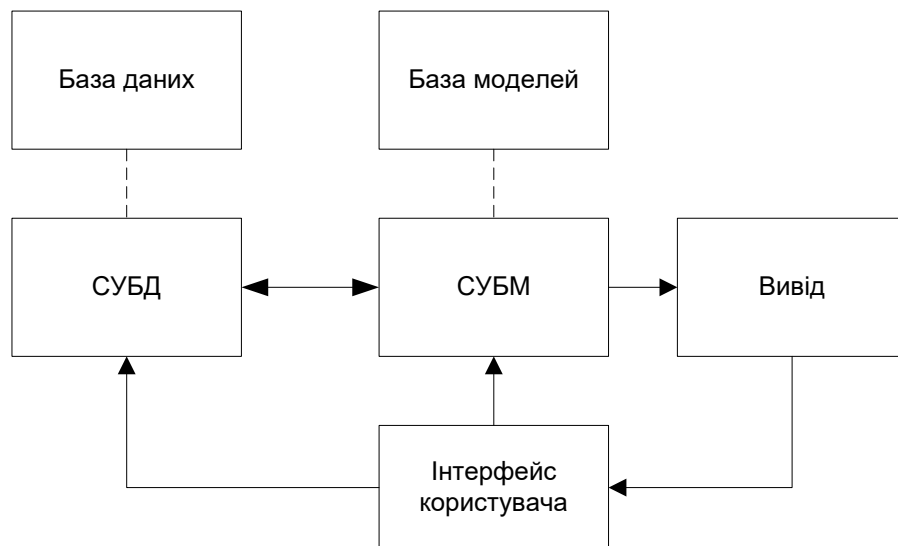 База даних
База моделей
СУБД
СУБМ
Вивід
Інтерфейс
користувача